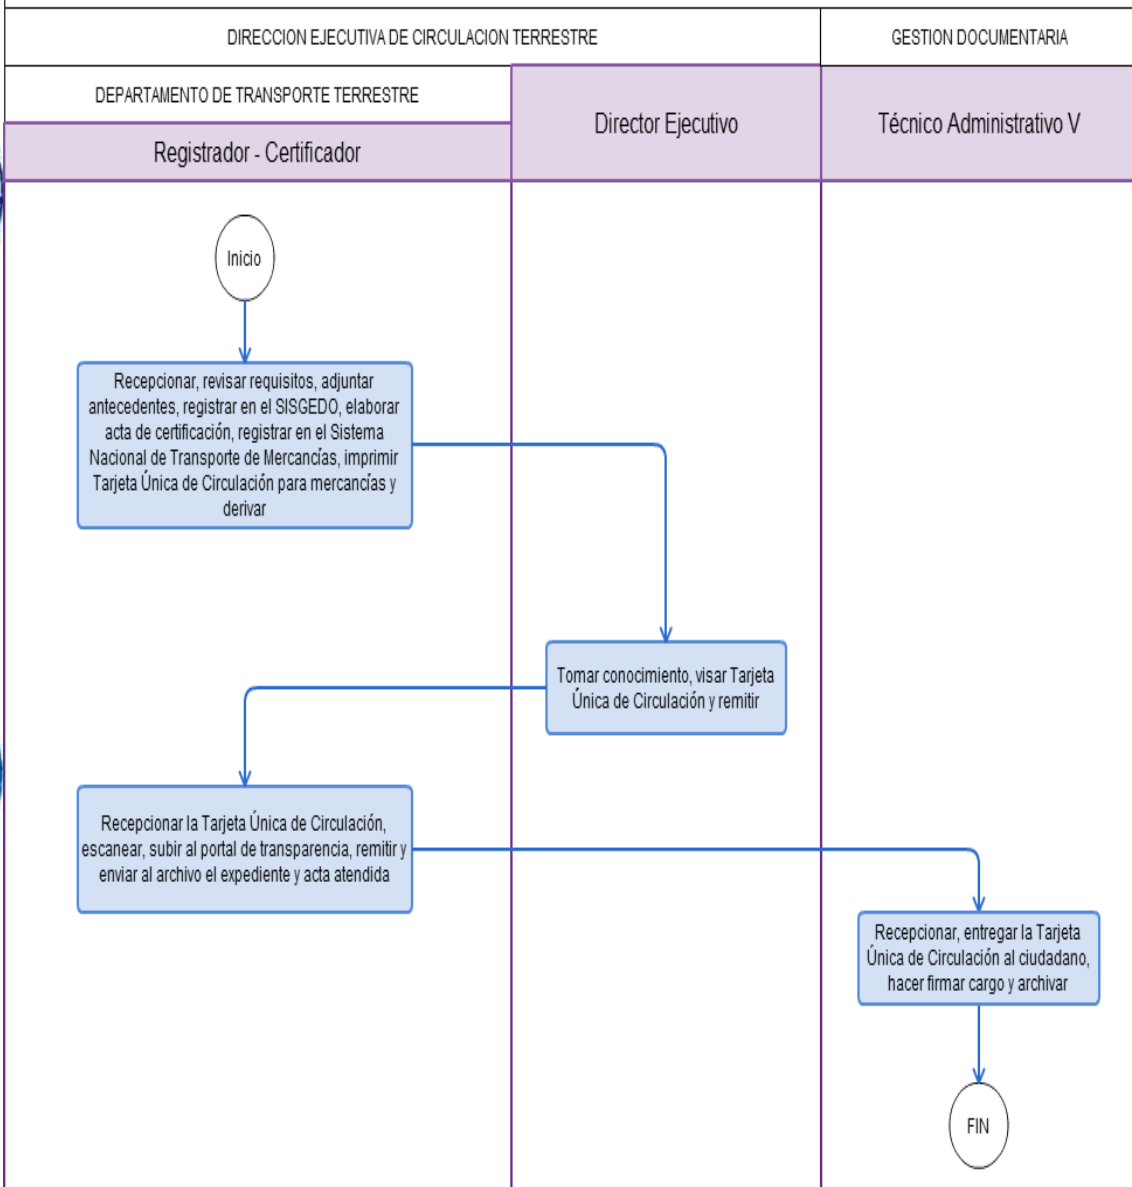 DIRECCION EJECUTIVA DE CIRCULACION TERRESTRE
GESTION DOCUMENTARIA
DEPARTAMENTO DE TRANSPORTE TERRESTRE
Director Ejecutivo
Técnico Administrativo V
Registrador - Certificador
Inicio
Recepcionar, revisar requisitos, adjuntar
antecedentes, registrar en el SISGEDO, elaborar
acta de certificación, registrar en el Sistema
Nacional de Transporte de Mercancías, imprimir
Tarjeta Única de Circulación para mercancías y
derivar
Tomar conocimiento, visar Tarjeta
Única de Circulación y remitir
Recepcionar la Tarjeta Única de Circulación,
escanear, subir al portal de transparencia, remitir y
enviar al archivo el expediente y acta atendida
Recepcionar, entregar la Tarjeta
Única de Circulación al ciudadano,
hacer firmar cargo y archivar
FIN